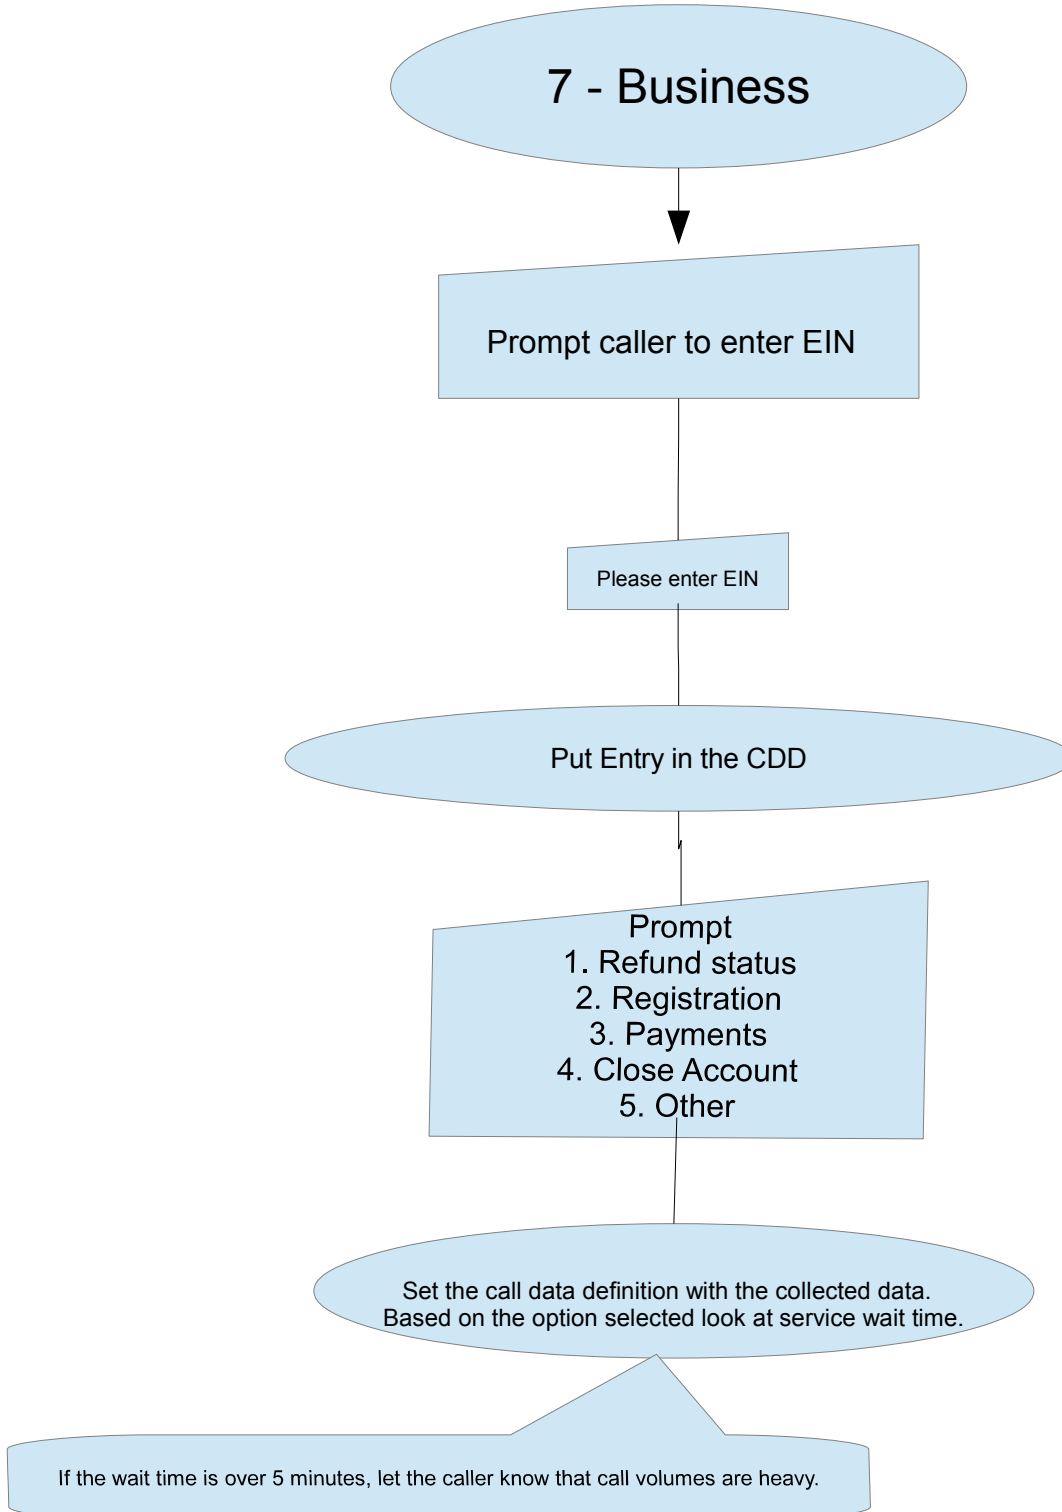 7 - Business
Prompt caller to enter EIN
Please enter EIN
Put Entry in the CDD
Prompt
1. Refund status
2. Registration
3. Payments
4. Close Account
5. Other
Set the call data definition with the collected data.
Based on the option selected look at service wait time.
If the wait time is over 5 minutes, let the caller know that call volumes are heavy.